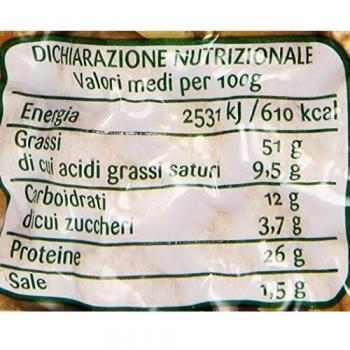 DICHIARAZIONE NUTRIZIONALE
Valori medi per 100g
Energia 2531 kJ / 610 kcal
Grassi 51 g
di cui acidi grassi saturi 9,5 g
Carboidrati 12 g
di cui zuccheri 3,7 g
Proteine 26 g
Sale 1,5 g